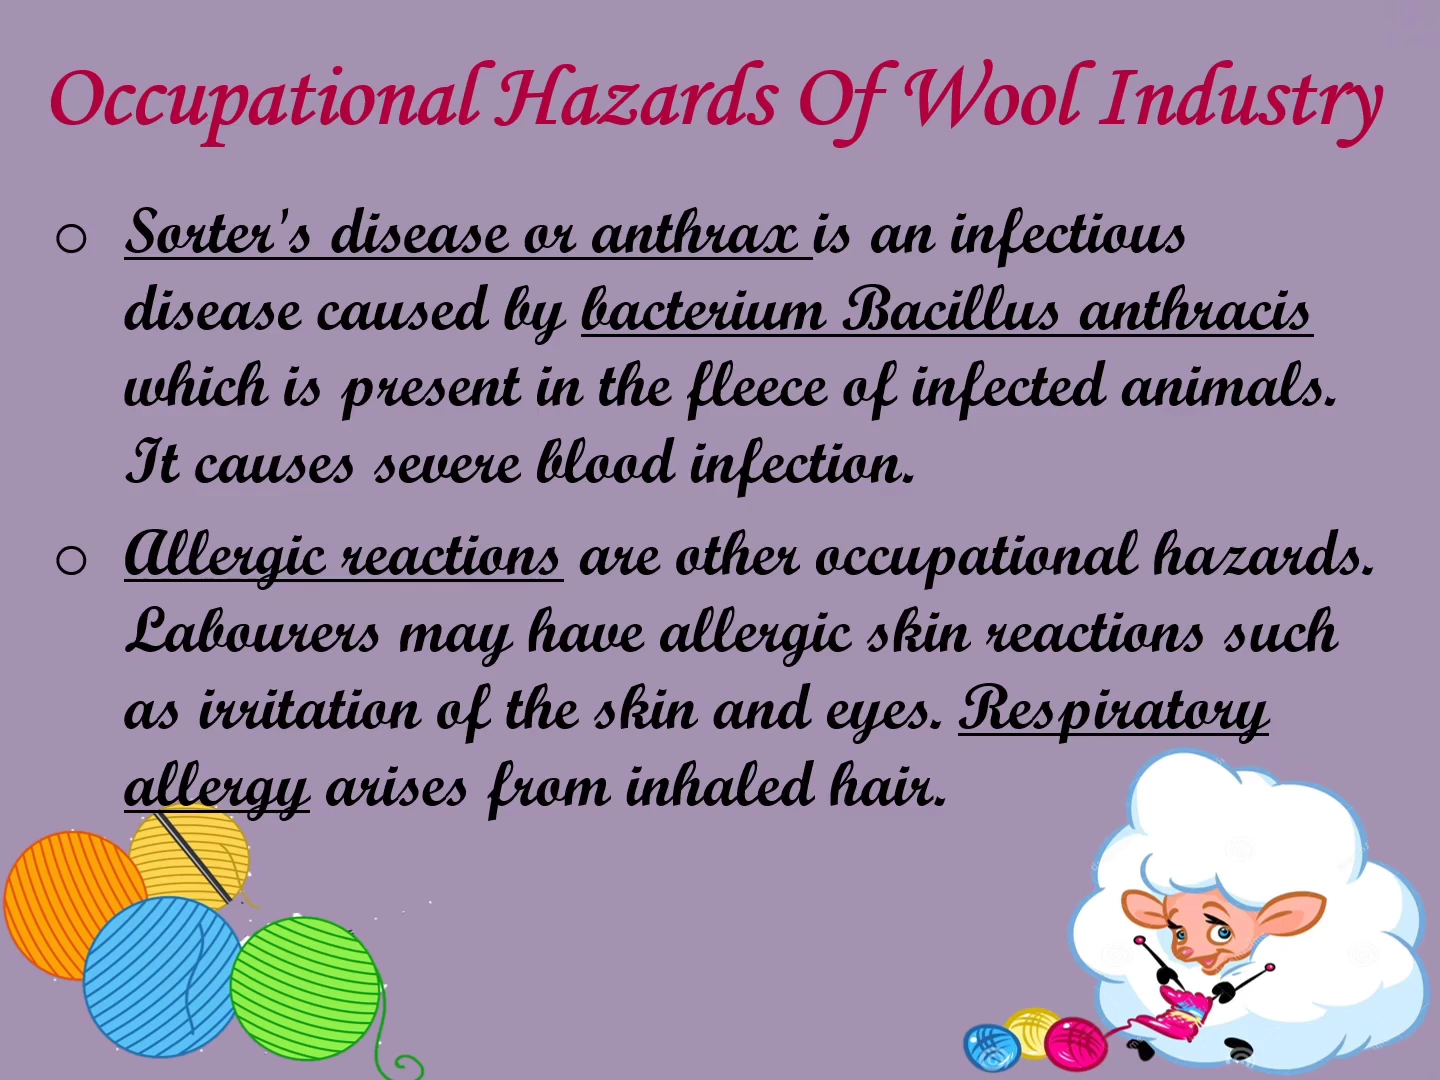 Occupational Hazards Of Wool Industry
o Sorter's disease or anthrax is an infectious
disease caused by bacterium Bacillus anthracis
which is present in the fleece of infected animals.
It causes severe blood infection.
o Allergic reactions are other occupational hazards.
Labourers may have allergic skin reactions such
as irritation of the skin and eyes. Respiratory
allergy arises from inhaled hair.